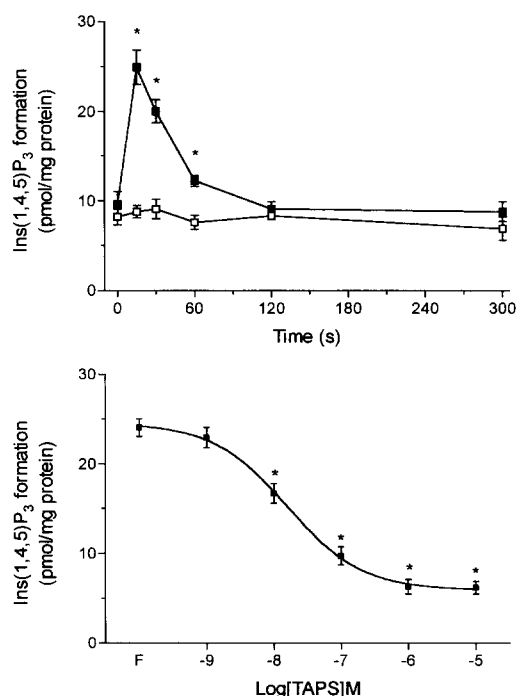 Ins(1,4,5)P₃ formation
(pmol/mg protein)
30
20
10
0
*
*
*
0 60 120 180 240 300
Time (s)
Ins(1,4,5)P₃ formation
(pmol/mg protein)
30
20
10
0
*
*
*
*
F -9 -8 -7 -6 -5
Log[TAPS]M